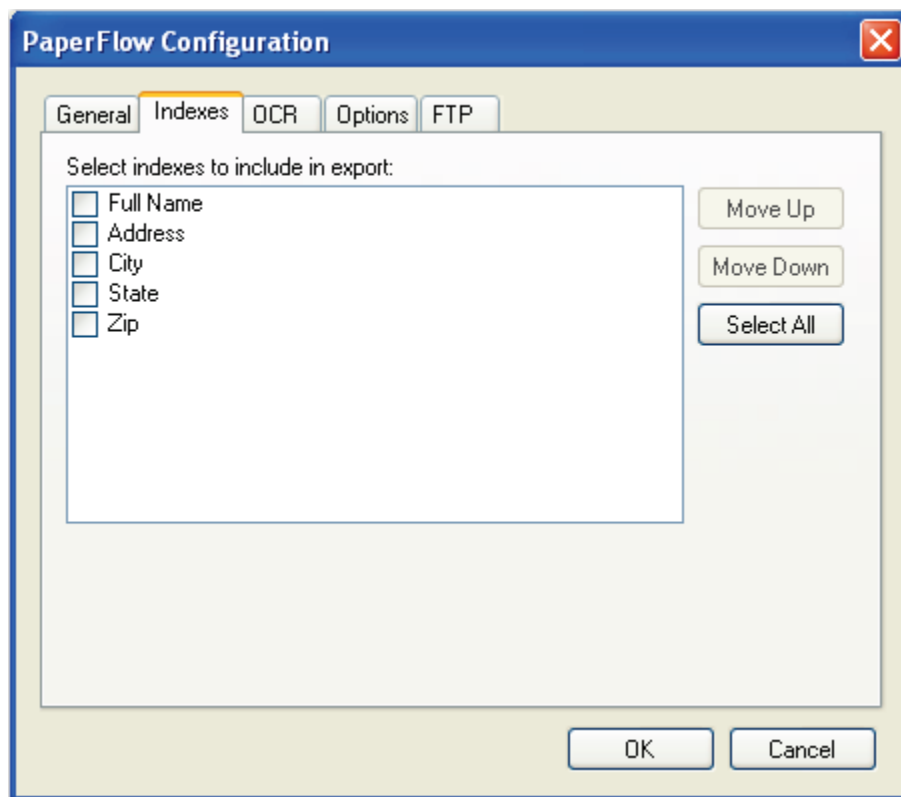 PaperFlow Configuration
General Indexes OCR Options FTP
Select indexes to include in export:
Full Name
Address
City
State
Zip
Move Up
Move Down
Select All
OK Cancel